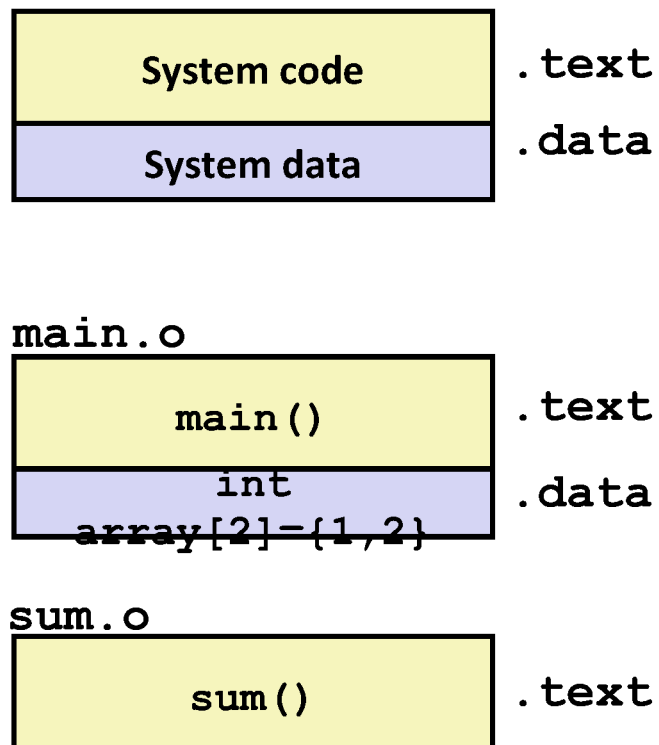 System code .text
System data .data
main.o
main() .text
int
array[2]={1,2} .data
sum.o
sum() .text